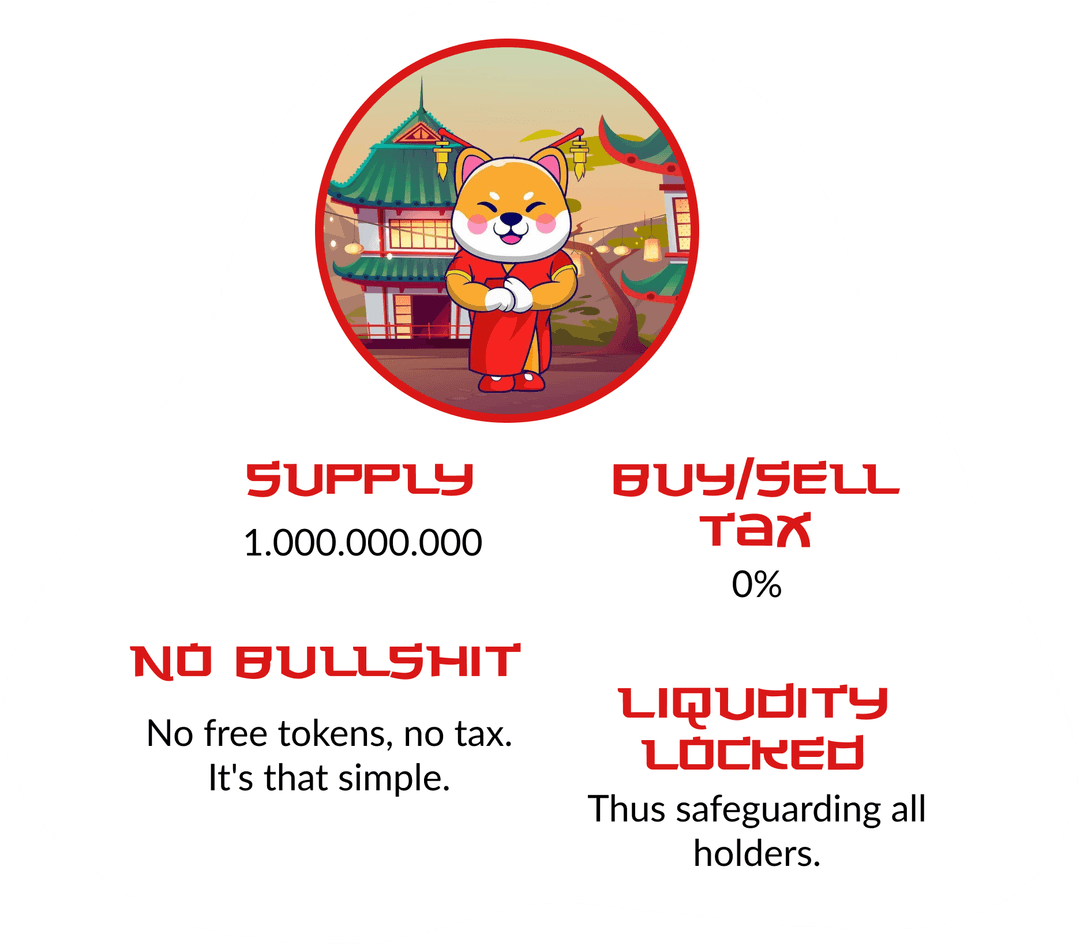 SUPPLY
1.000.000.000
BUY/SELL
TAX
0%
NO BULLSHIT
No free tokens, no tax.
It's that simple.
LIQUDITY
LOCKED
Thus safeguarding all
holders.